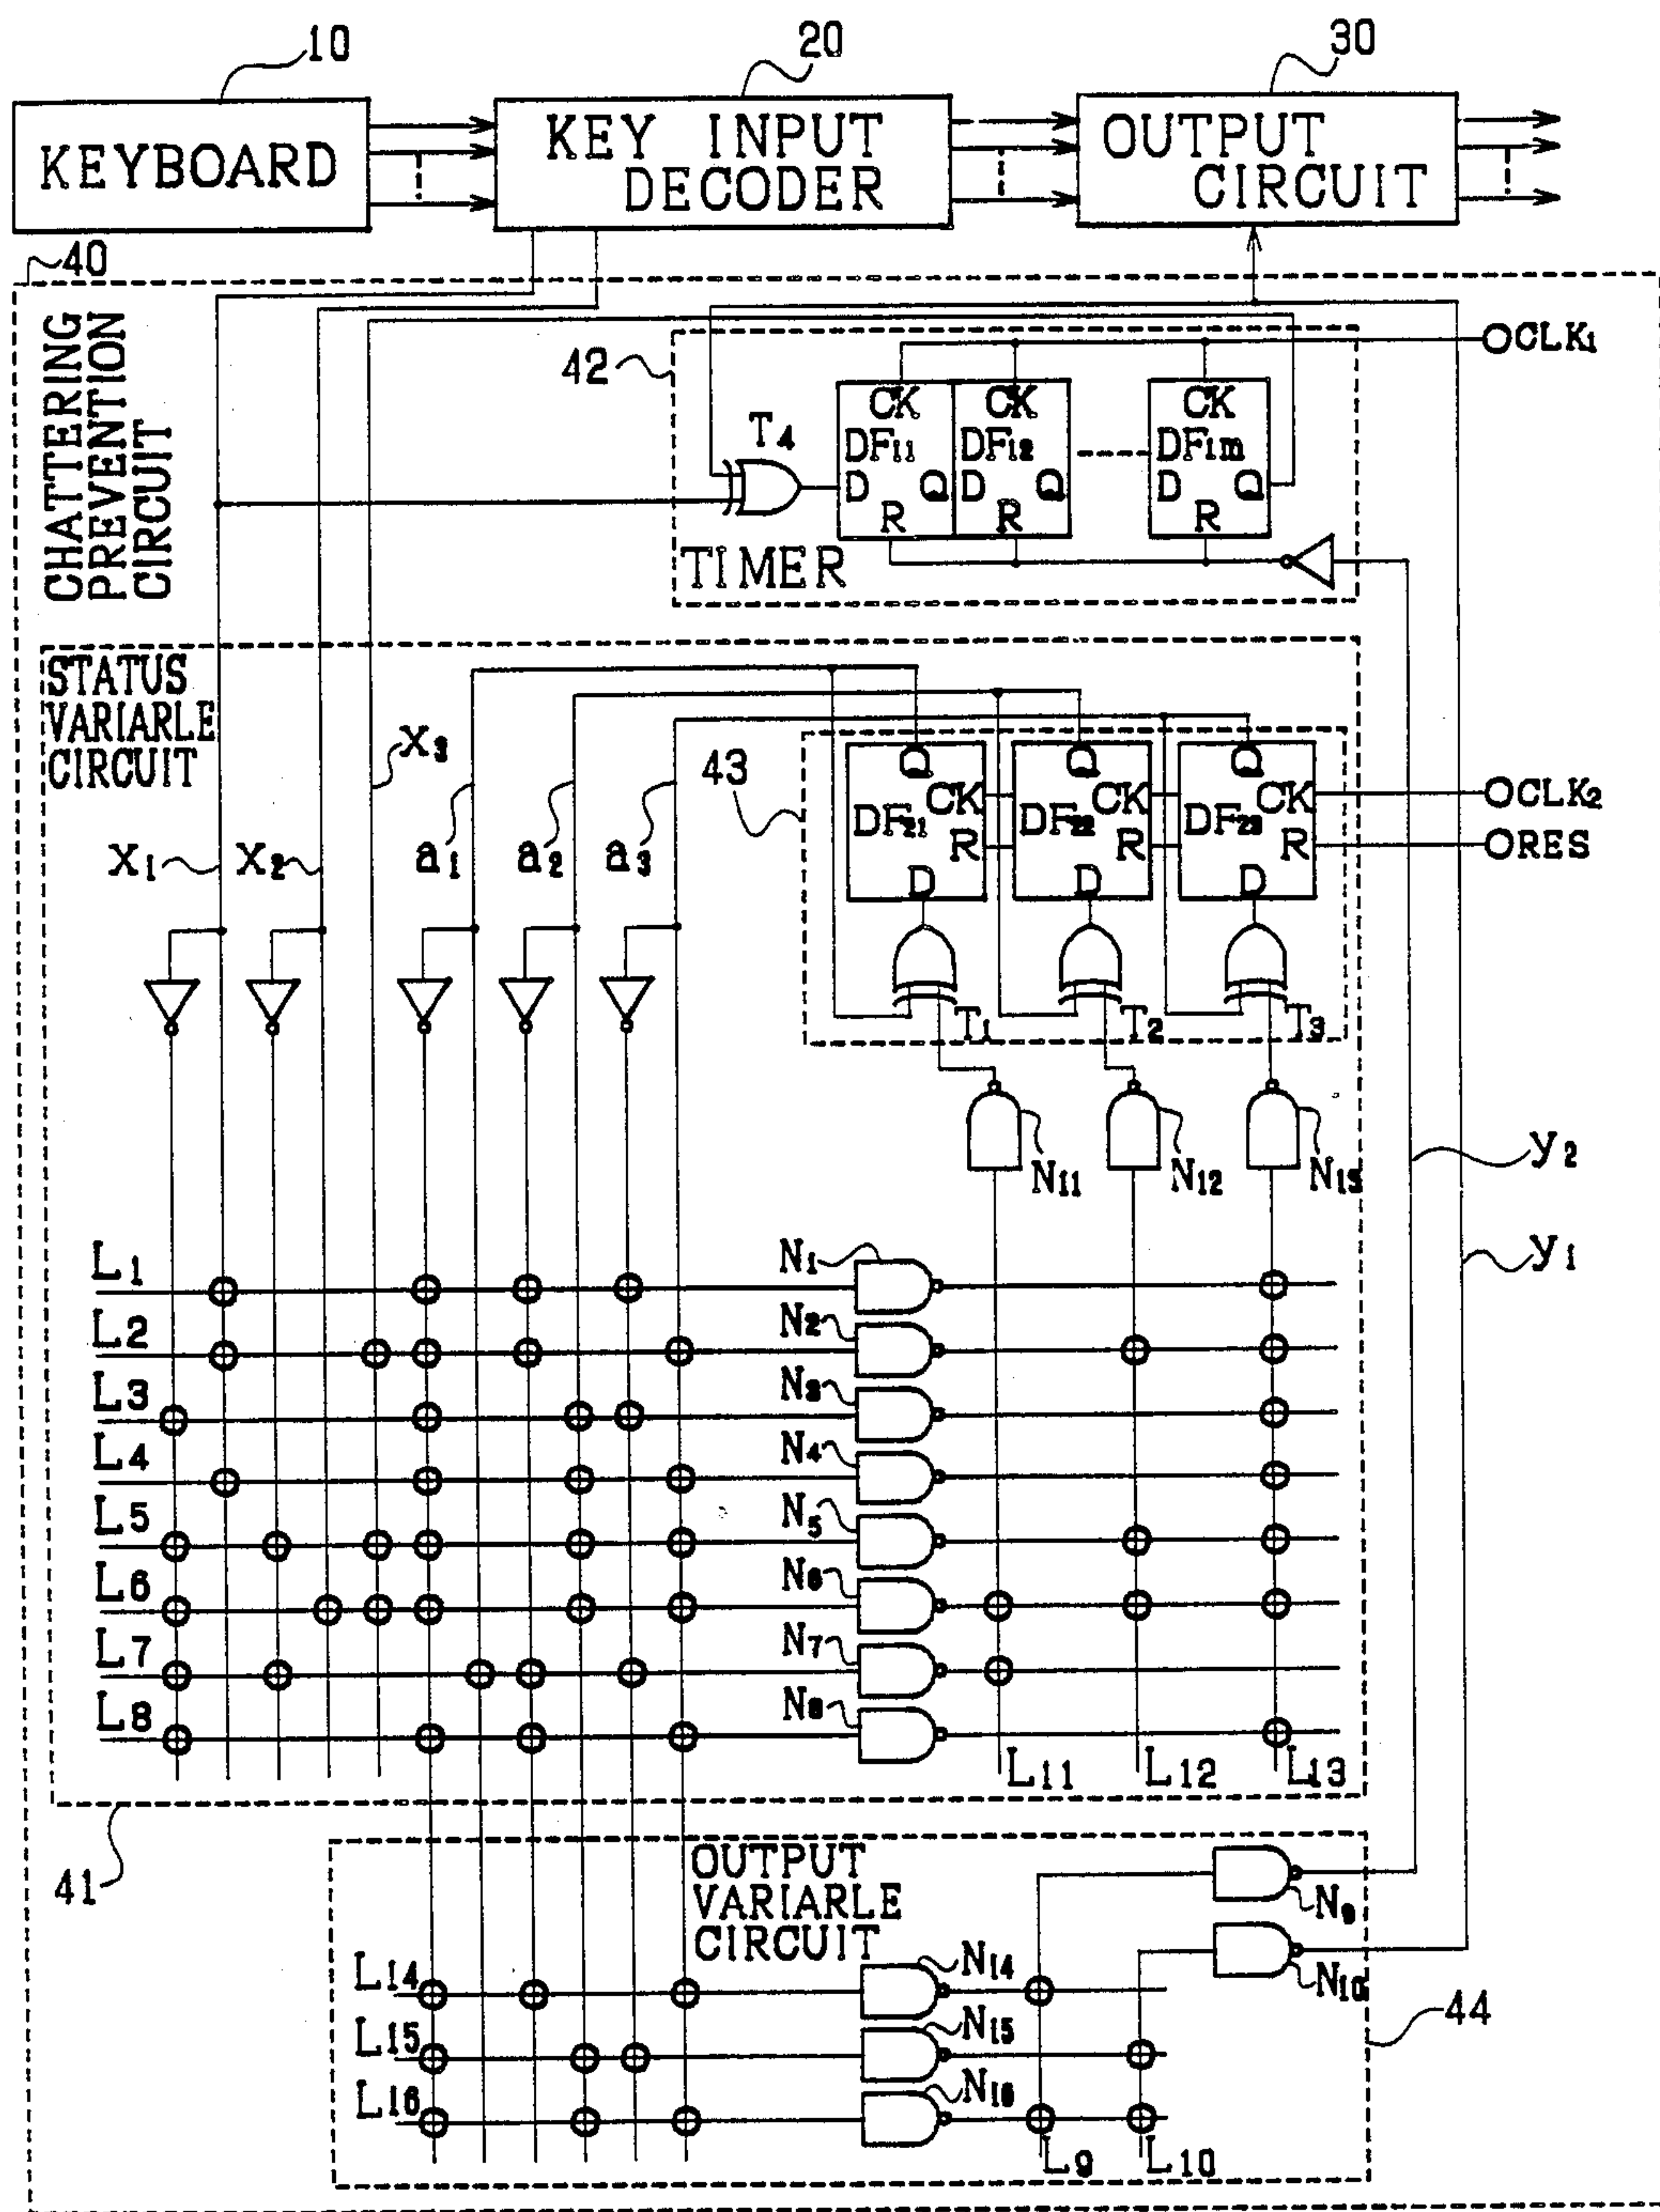 10
20
30
KEYBOARD
KEY INPUT
DECODER
OUTPUT
CIRCUIT
40
CHATTERING
PREVENTION
CIRCUIT
42
OCLK1
T4
CK
DF11
D Q
R
CK
DF12
D Q
R
CK
DF1m
D Q
R
TIMER
STATUS
VARIARLE
CIRCUIT
43
X3
Q
CK
DF21
R
D
Q
CK
DF22
R
D
Q
CK
DF23
R
D
OCLK2
ORES
X1
X2
a1
a2
a3
T1
T2
T3
N11
N12
N13
y2
y1
L1
N1
L2
N2
L3
N3
L4
N4
L5
N5
L6
N6
L7
N7
L8
N8
L11
L12
L13
41
OUTPUT
VARIARLE
CIRCUIT
N9
N10
44
L14
N14
L15
N15
L16
N16
L9
L10